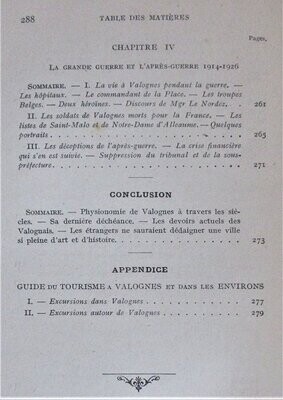 288 TABLE DES MATIÈRES
Pages.
CHAPITRE IV
LA GRANDE GUERRE ET L'APRÈS-GUERRE 1914-1926
SOMMAIRE. — I. La vie à Valognes pendant la guerre. —
Les hôpitaux. — Le commandant de la Place. — Les troupes
Belges. — Deux héroïnes. — Discours de Mgr Le Nordez. . 261
II. Les soldats de Valognes morts pour la France. — Les
listes de Saint-Malo et de Notre-Dame d'Alleaume. — Quelques
portraits . . . . . . . . . . . . . . . . 265
III. Les déceptions de l'après-guerre. — La crise financière
qui s'en est suivie. — Suppression du tribunal et de la sous-
préfecture. . . . . . . . . . . . . . . . 271
CONCLUSION
SOMMAIRE. — Physionomie de Valognes à travers les siè-
cles. — Sa dernière déchéance. — Les devoirs actuels des
Valognais. — Les étrangers ne sauraient dédaigner une ville
si pleine d'art et d'histoire. . . . . . . . . . . 273
APPENDICE
GUIDE DU TOURISME A VALOGNES ET DANS LES ENVIRONS
I. — Excursions dans Valognes . . . . . . . . . 277
II. — Excursions autour de Valognes . . . . . . . . 279